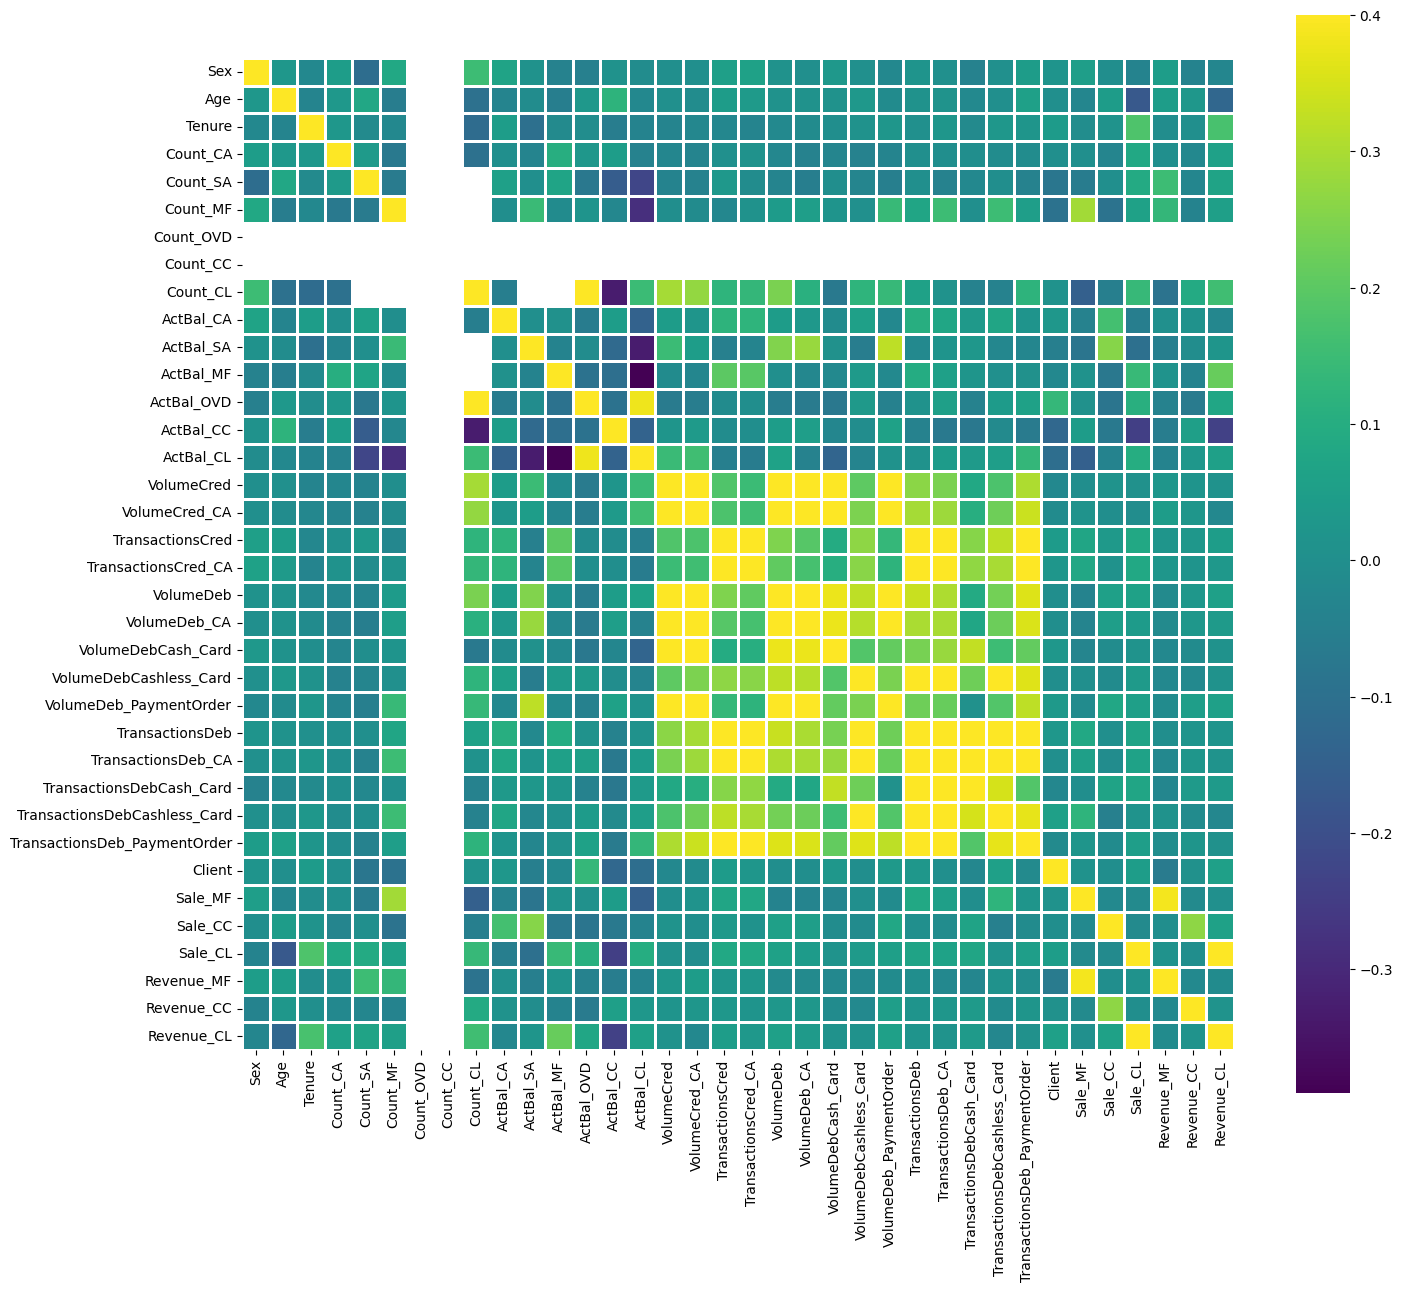 Sex
Age
Tenure
Count_CA
Count_SA
Count_MF
Count_OVD
Count_CC
Count_CL
ActBal_CA
ActBal_SA
ActBal_MF
ActBal_OVD
ActBal_CC
ActBal_CL
VolumeCred
VolumeCred_CA
TransactionsCred
TransactionsCred_CA
VolumeDeb
VolumeDeb_CA
VolumeDebCash_Card
VolumeDebCashless_Card
VolumeDeb_PaymentOrder
TransactionsDeb
TransactionsDeb_CA
TransactionsDebCash_Card
TransactionsDebCashless_Card
TransactionsDeb_PaymentOrder
Client
Sale_MF
Sale_CC
Sale_CL
Revenue_MF
Revenue_CC
Revenue_CL
Sex
Age
Tenure
Count_CA
Count_SA
Count_MF
Count_OVD
Count_CC
Count_CL
ActBal_CA
ActBal_SA
ActBal_MF
ActBal_OVD
ActBal_CC
ActBal_CL
VolumeCred
VolumeCred_CA
TransactionsCred
TransactionsCred_CA
VolumeDeb
VolumeDeb_CA
VolumeDebCash_Card
VolumeDebCashless_Card
VolumeDeb_PaymentOrder
TransactionsDeb
TransactionsDeb_CA
TransactionsDebCash_Card
TransactionsDebCashless_Card
TransactionsDeb_PaymentOrder
Client
Sale_MF
Sale_CC
Sale_CL
Revenue_MF
Revenue_CC
Revenue_CL
0.4
0.3
0.2
0.1
0.0
−0.1
−0.2
−0.3